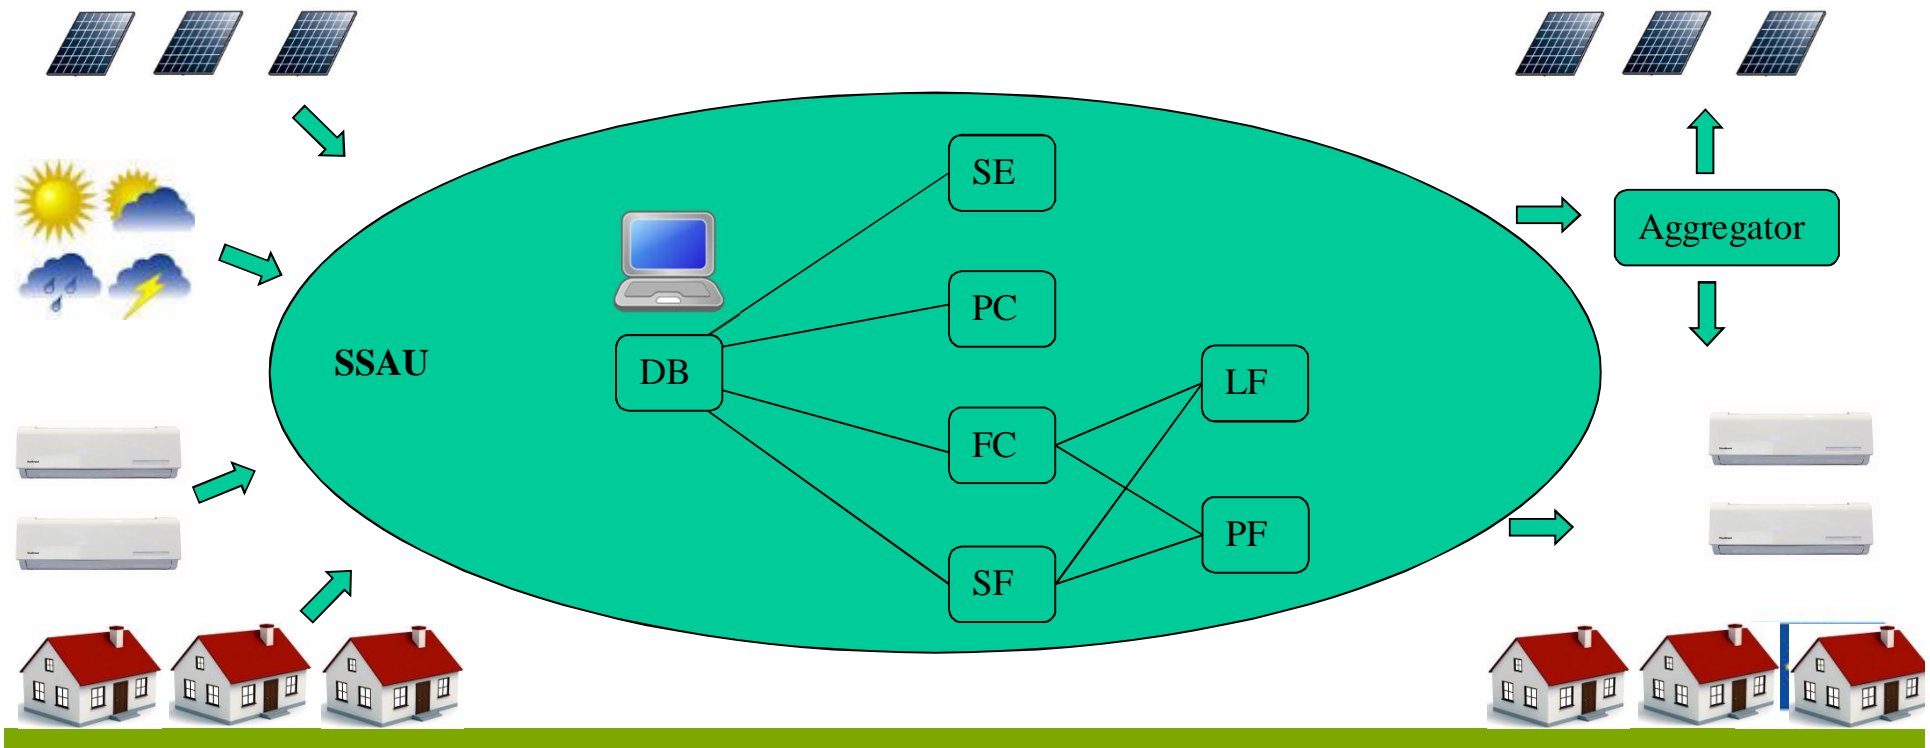 SE
Aggregator
PC
SSAU
DB
LF
FC
PF
SF